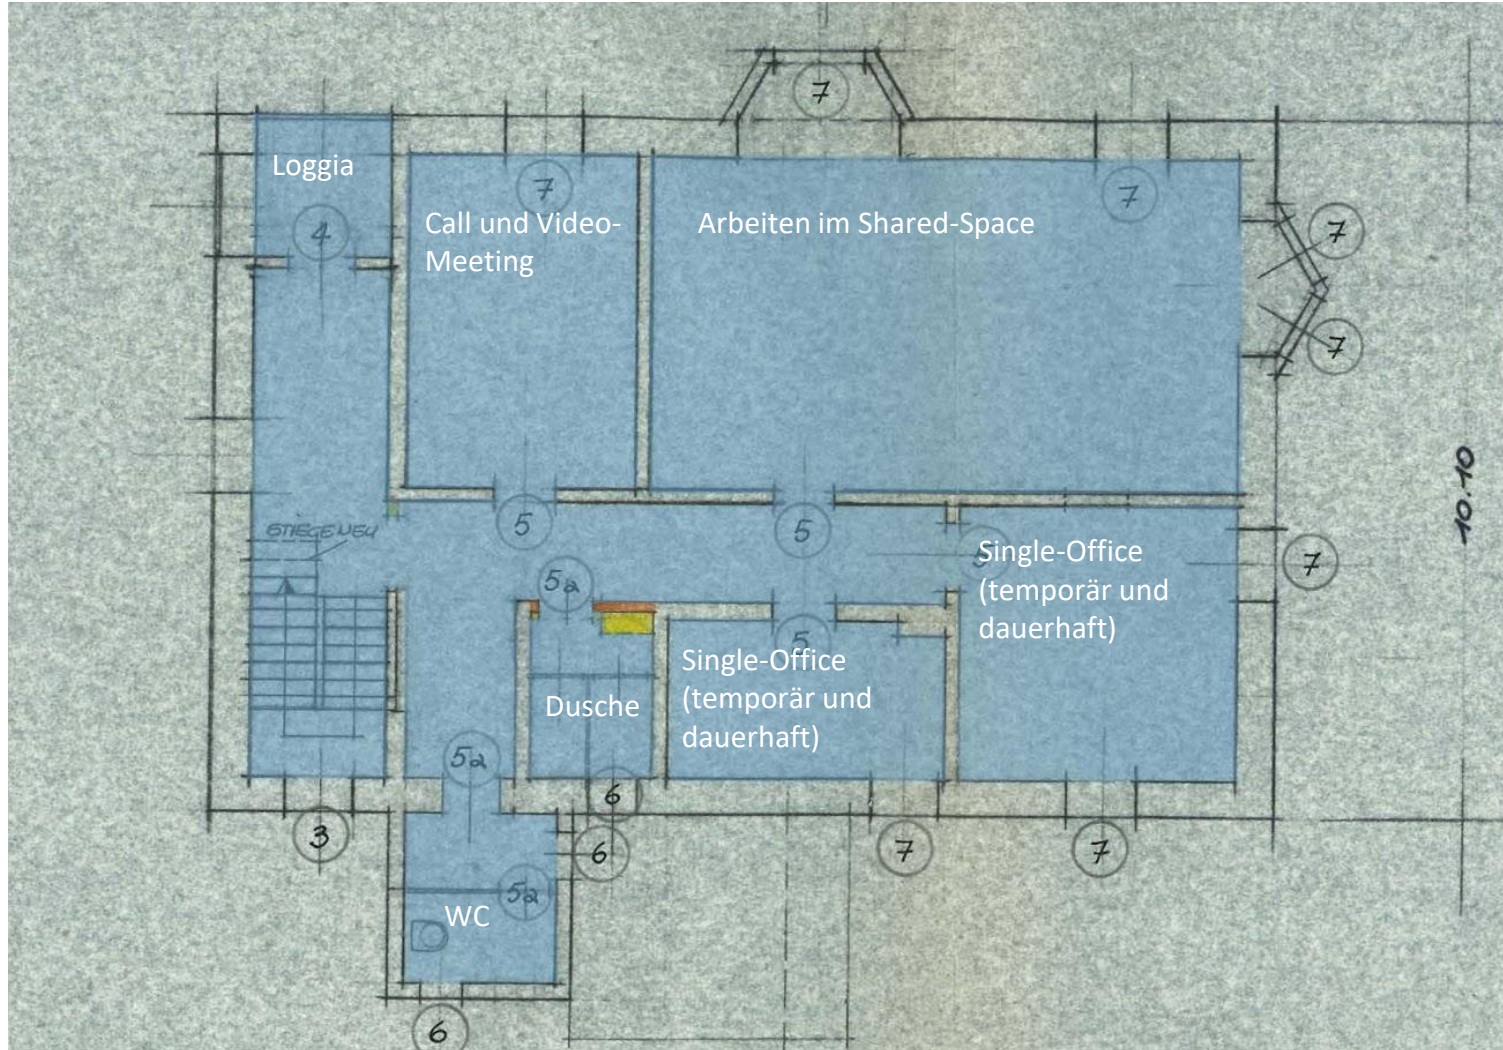 7
Loggia
7
7
Call und Video-
Meeting
Arbeiten im Shared-Space
4
7
7
10.10
STIEGE NEU
5
5
5
Single-Office
(temporär und
dauerhaft)
7
5a
5
Single-Office
(temporär und
dauerhaft)
Dusche
5a
6
3
6
7
7
5a
WC
6